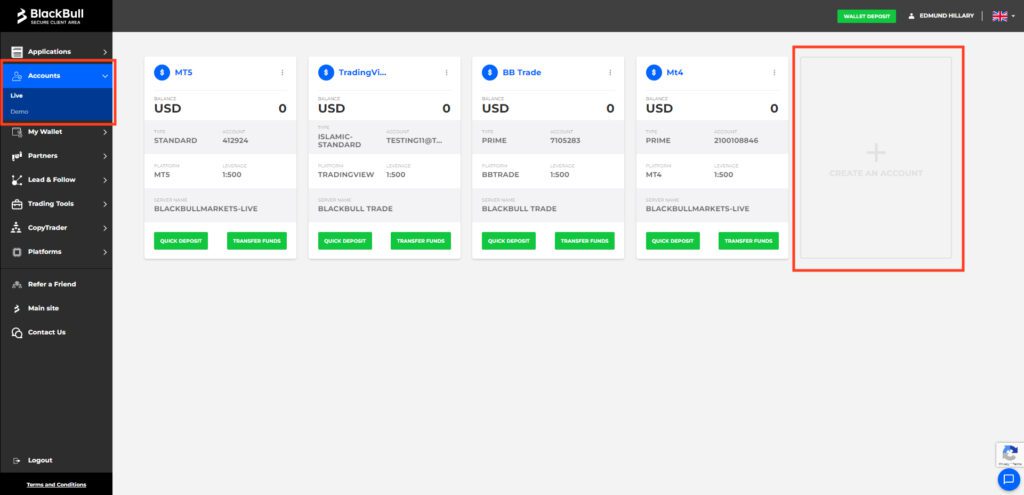 BlackBull
SECURE CLIENT AREA
WALLET DEPOSIT
EDMUND HILLARY
Applications
Accounts
Live
Demo
My Wallet
Partners
Lead & Follow
Trading Tools
CopyTrader
Platforms
Refer a Friend
Main site
Contact Us
Logout
Terms and Conditions
MT5
BALANCE
USD 0
TYPE ACCOUNT
STANDARD 412924
PLATFORM LEVERAGE
MT5 1:500
SERVER NAME
BLACKBULLMARKETS-LIVE
QUICK DEPOSIT TRANSFER FUNDS
TradingVi...
BALANCE
USD 0
TYPE ACCOUNT
ISLAMIC-
STANDARD TESTING11@T...
PLATFORM LEVERAGE
TRADINGVIEW 1:500
SERVER NAME
BLACKBULL TRADE
QUICK DEPOSIT TRANSFER FUNDS
BB Trade
BALANCE
USD 0
TYPE ACCOUNT
PRIME 7105283
PLATFORM LEVERAGE
BBTRADE 1:500
SERVER NAME
BLACKBULL TRADE
QUICK DEPOSIT TRANSFER FUNDS
Mt4
BALANCE
USD 0
TYPE ACCOUNT
PRIME 2100108846
PLATFORM LEVERAGE
MT4 1:500
SERVER NAME
BLACKBULLMARKETS-LIVE
QUICK DEPOSIT TRANSFER FUNDS
CREATE AN ACCOUNT
Privacy - Terms